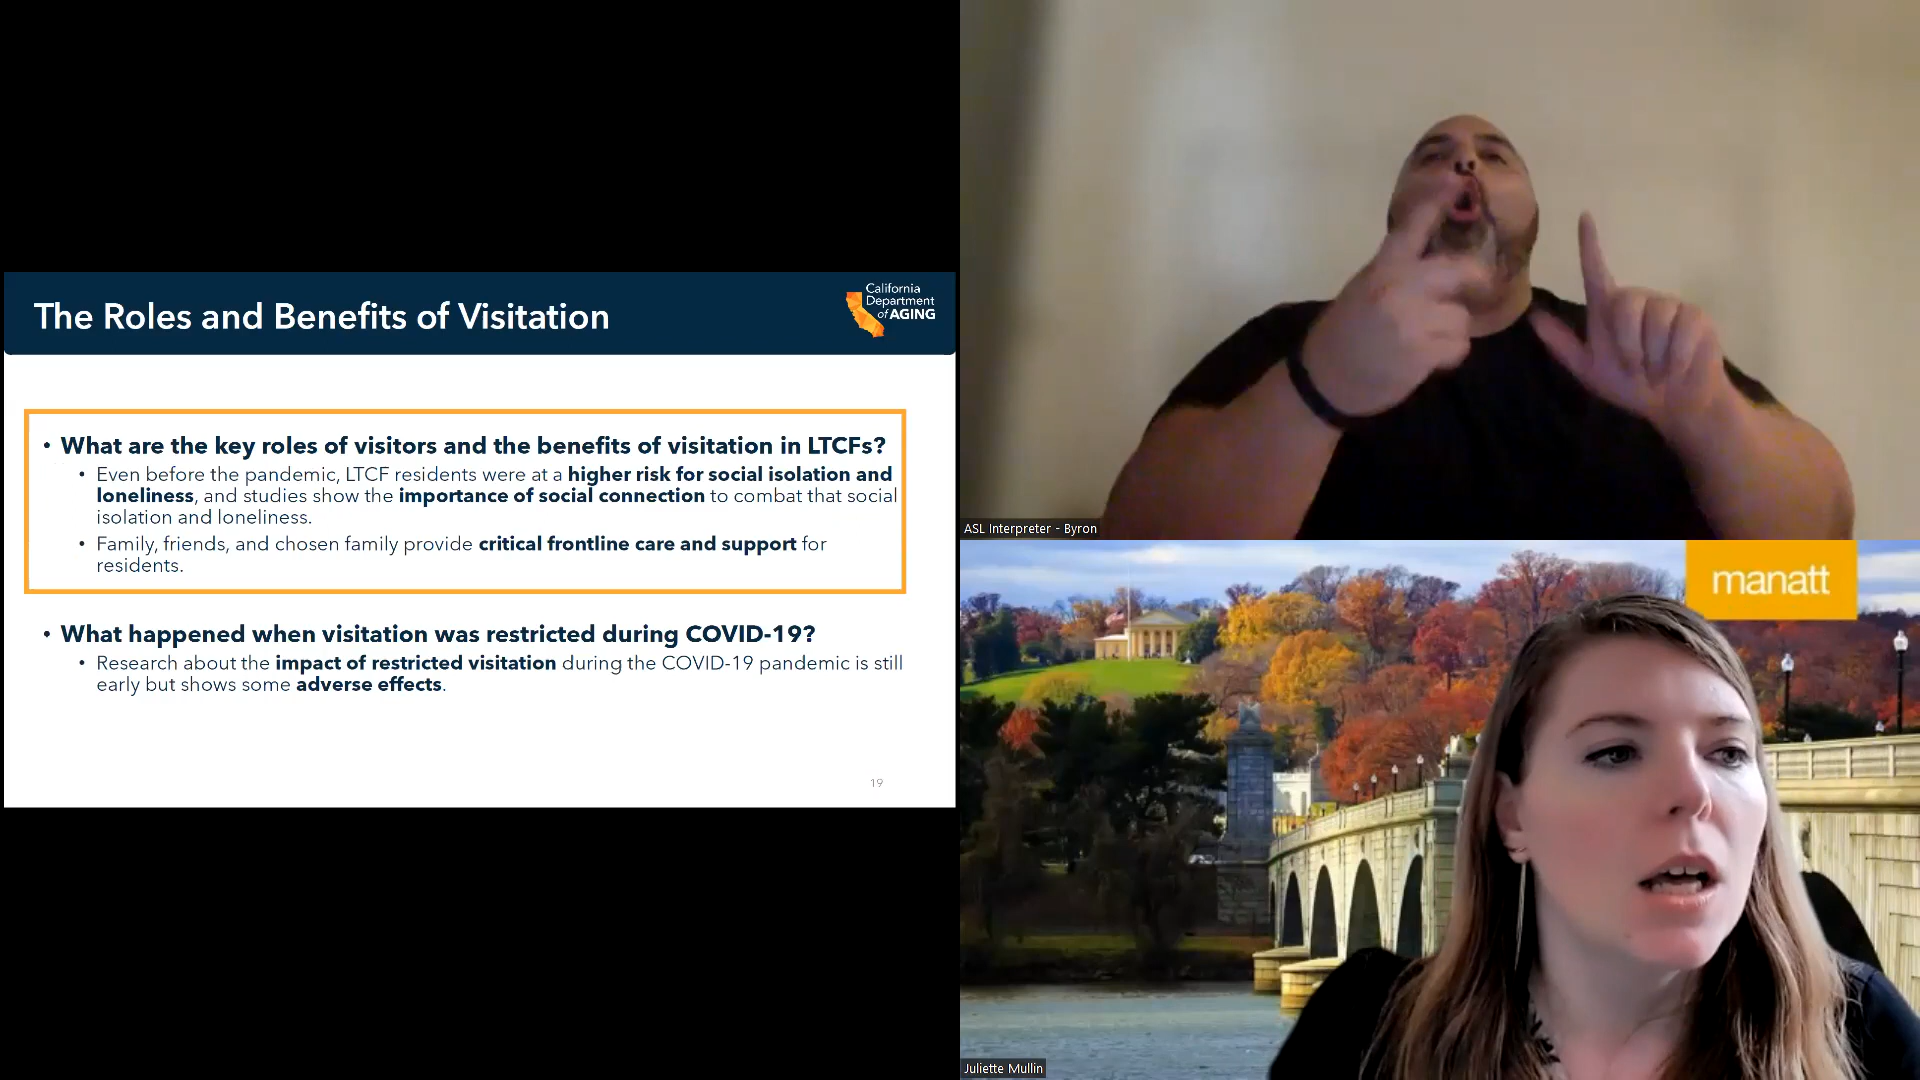 The Roles and Benefits of Visitation
California
Department
of AGING
• What are the key roles of visitors and the benefits of visitation in LTCFs?
• Even before the pandemic, LTCF residents were at a higher risk for social isolation and
loneliness, and studies show the importance of social connection to combat that social
isolation and loneliness.
• Family, friends, and chosen family provide critical frontline care and support for
residents.
• What happened when visitation was restricted during COVID-19?
• Research about the impact of restricted visitation during the COVID-19 pandemic is still
early but shows some adverse effects.
19
ASL Interpreter - Byron
manatt
Juliette Mullin